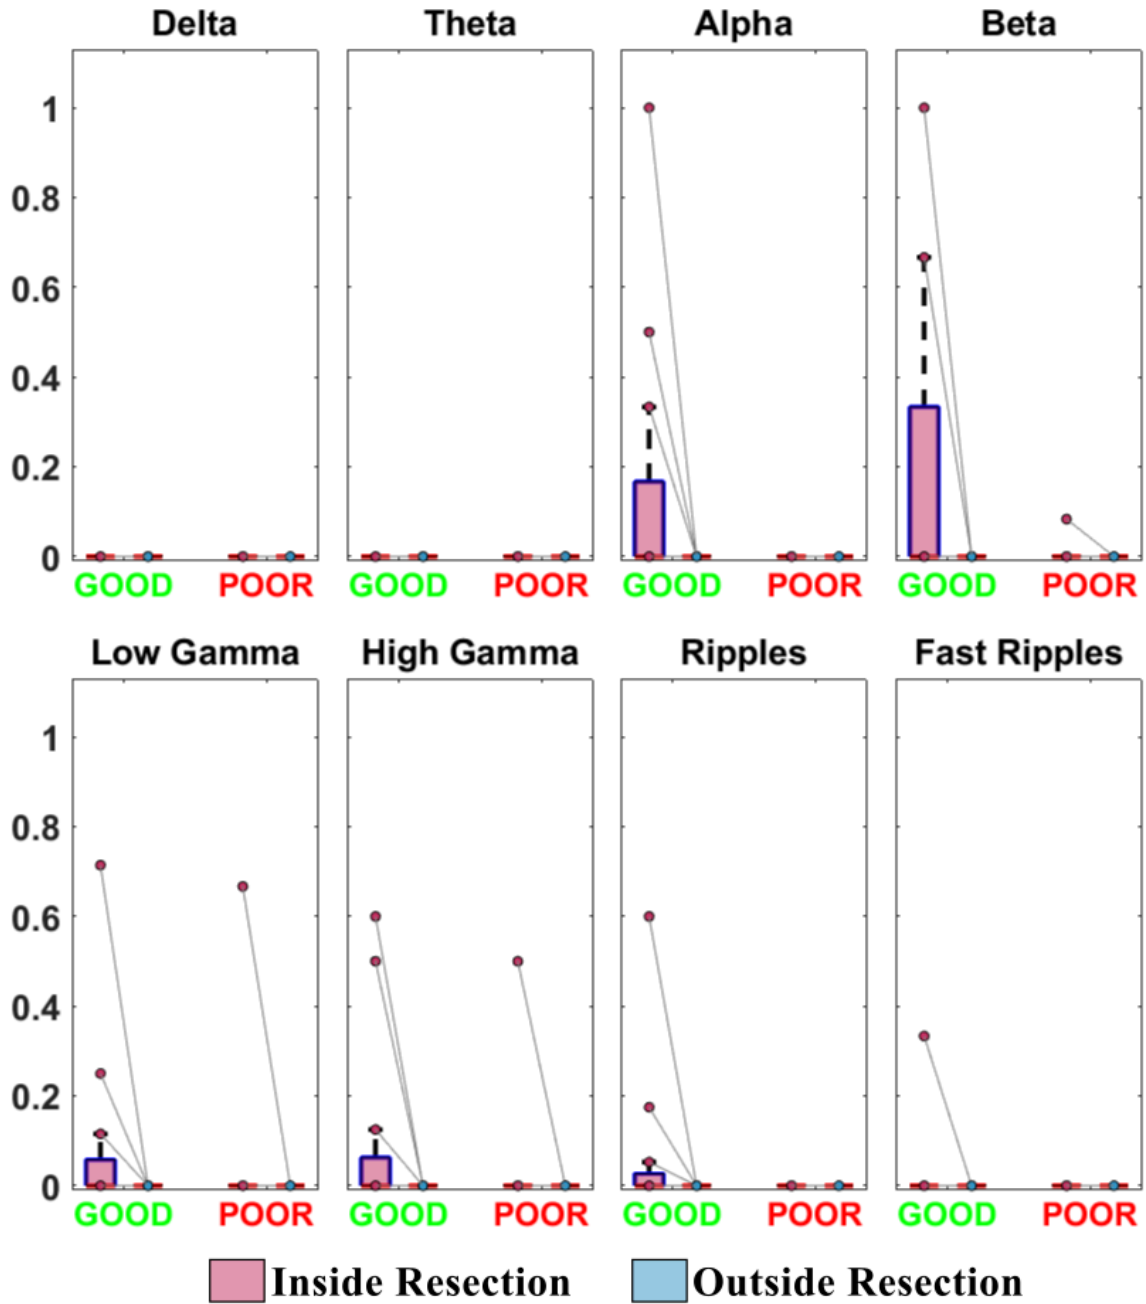 Delta Theta Alpha Beta
1
0.8
0.6
0.4
0.2
0
GOOD POOR GOOD POOR GOOD POOR GOOD POOR
Low Gamma High Gamma Ripples Fast Ripples
1
0.8
0.6
0.4
0.2
0
GOOD POOR GOOD POOR GOOD POOR GOOD POOR
Inside Resection Outside Resection